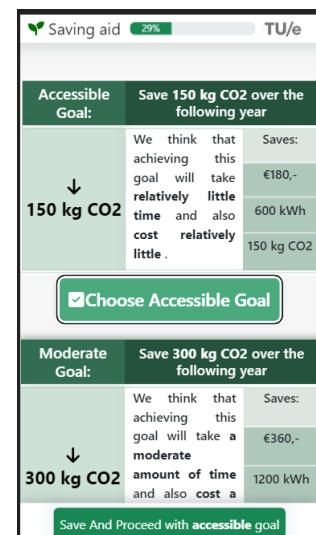 Saving aid 29% TU/e
Accessible Goal:
Save 150 kg CO2 over the following year
↓
150 kg CO2
We think that
achieving this
goal will take
relatively little
time and also
cost relatively
little .
Saves:
€180,-
600 kWh
150 kg CO2
Choose Accessible Goal
Moderate Goal:
Save 300 kg CO2 over the following year
↓
300 kg CO2
We think that
achieving this
goal will take a
moderate
amount of time
and also cost a
Saves:
€360,-
1200 kWh
Save And Proceed with accessible goal